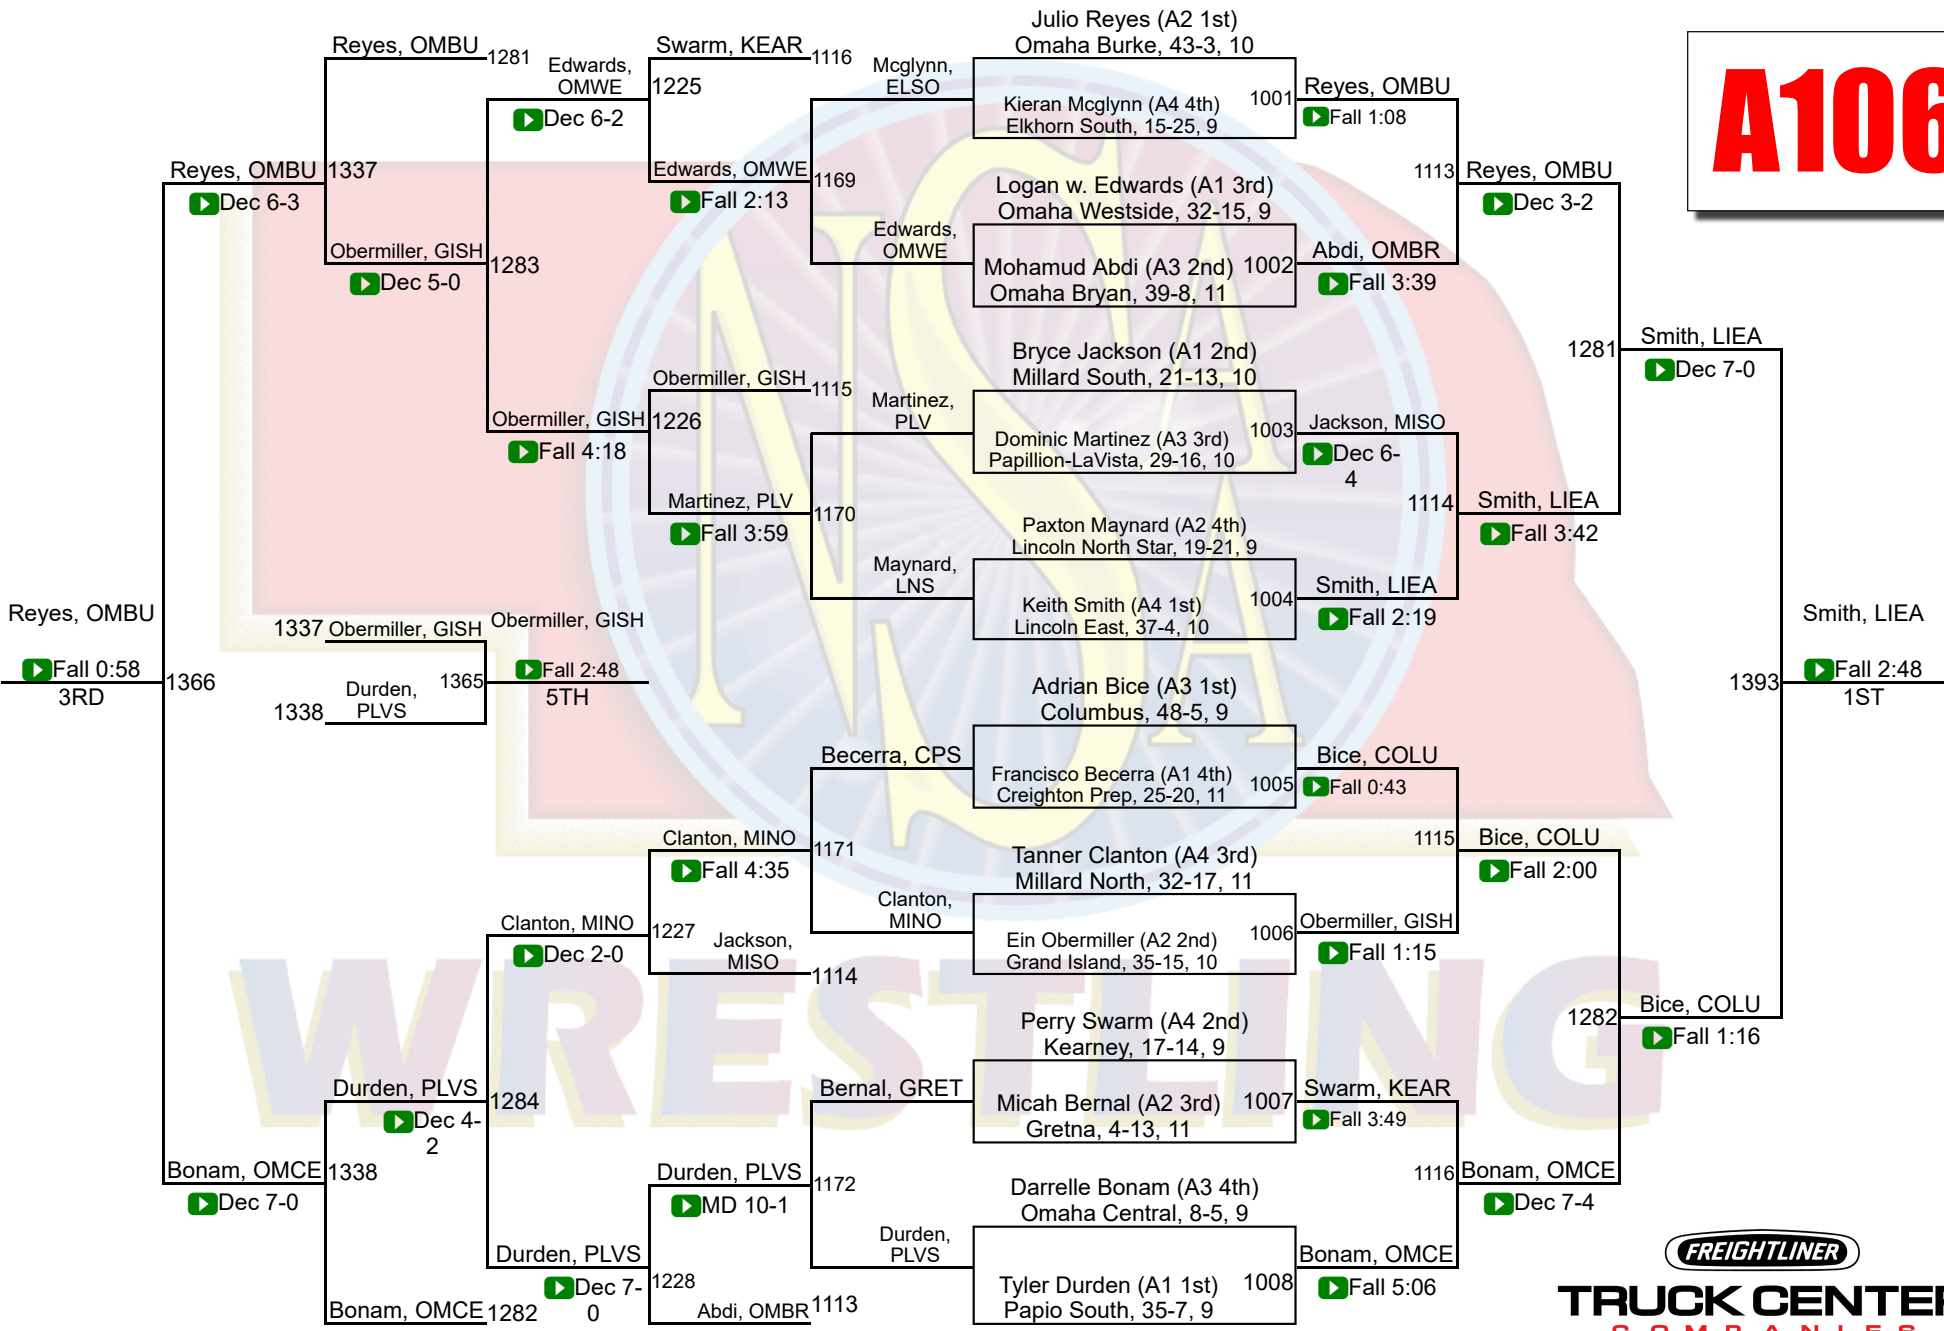 Julio Reyes (A2 1st)
Omaha Burke, 43-3, 10
1001
Kieran Mcglynn (A4 4th)
Elkhorn South, 15-25, 9
Logan w. Edwards (A1 3rd)
Omaha Westside, 32-15, 9
1002
Mohamud Abdi (A3 2nd)
Omaha Bryan, 39-8, 11
Bryce Jackson (A1 2nd)
Millard South, 21-13, 10
1003
Dominic Martinez (A3 3rd)
Papillion-LaVista, 29-16, 10
Paxton Maynard (A2 4th)
Lincoln North Star, 19-21, 9
1004
Keith Smith (A4 1st)
Lincoln East, 37-4, 10
Adrian Bice (A3 1st)
Columbus, 48-5, 9
1005
Francisco Becerra (A1 4th)
Creighton Prep, 25-20, 11
Tanner Clanton (A4 3rd)
Millard North, 32-17, 11
1006
Ein Obermiller (A2 2nd)
Grand Island, 35-15, 10
Perry Swarm (A4 2nd)
Kearney, 17-14, 9
1007
Micah Bernal (A2 3rd)
Gretna, 4-13, 11
Darrelle Bonam (A3 4th)
Omaha Central, 8-5, 9
1008
Tyler Durden (A1 1st)
Papio South, 35-7, 9
Reyes, OMBU
Fall 1:08
1113
Abdi, OMBR
Fall 3:39
Jackson, MISO
Dec 6-
4
1114
Smith, LIEA
Fall 2:19
Bice, COLU
Fall 0:43
1115
Obermiller, GISH
Fall 1:15
Swarm, KEAR
Fall 3:49
1116
Bonam, OMCE
Fall 5:06
Reyes, OMBU
Dec 3-2
1281
Smith, LIEA
Fall 3:42
Bice, COLU
Fall 2:00
1282
Bonam, OMCE
Dec 7-4
Smith, LIEA
Dec 7-0
1393
Bice, COLU
Fall 1:16
Smith, LIEA
Fall 2:48
1ST
Mcglynn,
ELSO
1169
Edwards,
OMWE
Martinez,
PLV
1170
Maynard,
LNS
Becerra, CPS
1171
Clanton,
MINO
Bernal, GRET
1172
Durden,
PLVS
Swarm, KEAR
1116
1225
Edwards, OMWE
Fall 2:13
Obermiller, GISH
1115
1226
Martinez, PLV
Fall 3:59
Clanton, MINO
Fall 4:35
1227
Jackson,
MISO
1114
Durden, PLVS
MD 10-1
1228
Abdi, OMBR
1113
Edwards,
OMWE
Dec 6-2
1283
Obermiller, GISH
Fall 4:18
Clanton, MINO
Dec 2-0
1284
Durden, PLVS
Dec 7-
0
Reyes, OMBU
1281
1337
Obermiller, GISH
Dec 5-0
Durden, PLVS
Dec 4-
2
1338
Bonam, OMCE
1282
Reyes, OMBU
Dec 6-3
1366
Bonam, OMCE
Dec 7-0
Reyes, OMBU
Fall 0:58
3RD
1337
Obermiller, GISH
1365
1338
Durden,
PLVS
Obermiller, GISH
Fall 2:48
5TH
A106
NSAA
WRESTLING
FREIGHTLINER
TRUCK CENTER
COMPANIES